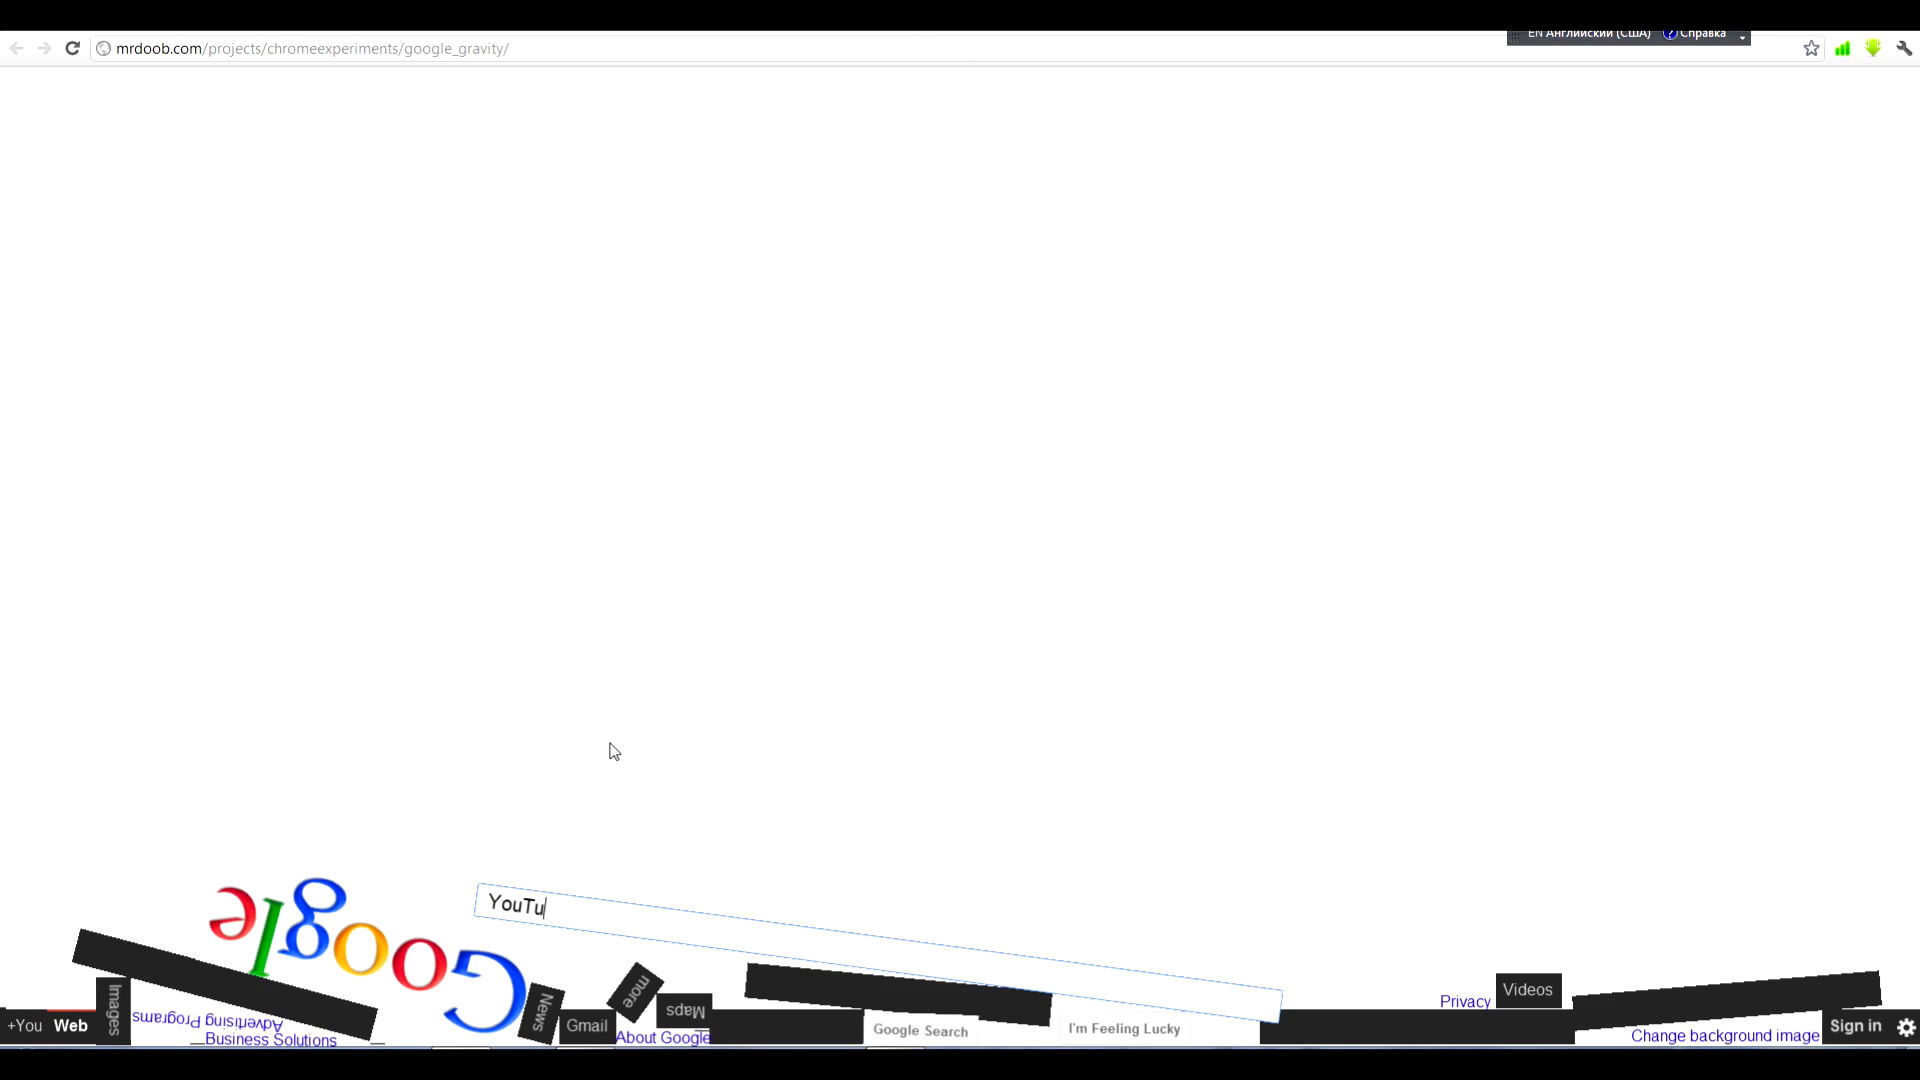 mrdoob.com/projects/chromeexperiments/google_gravity/
EN Английский (США) Справка
YouTu
Google
Images
Advertising Programs
Business Solutions
+You Web
News
Gmail
more
Maps
About Google
Google Search
I'm Feeling Lucky
Privacy
Videos
Change background image
Sign in